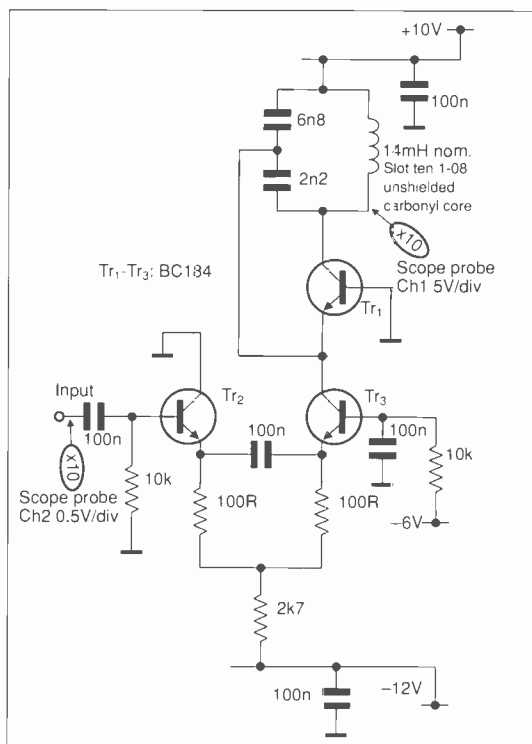 +10V
100n
6n8
2n2
14mH nom.
Slot ten 1-08
unshielded
carbonyl core
x10
Scope probe
Ch1 5V/div
Tr1-Tr3: BC184
Tr1
Input
100n
Tr2
100n
Tr3
100n
x10
10k
10k
Scope probe
Ch2 0.5V/div
100R
100R
–6V
2k7
100n
–12V